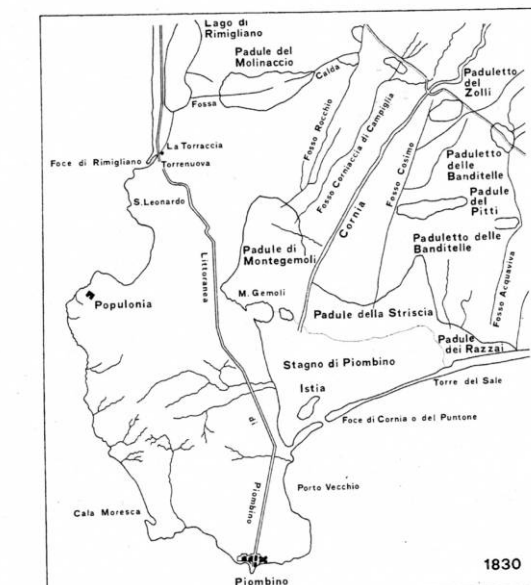 Lago di
Rimigliano
Padule del
Molinaccio
Fossa
Calda
Paduletto
del
Zolli
La Torraccia
Foce di Rimigliano
Torrenuova
S. Leonardo
Fosso Rocchio
Fosso Corniaccia di Campiglia
Cornia
Fosso Cosimo
Paduletto
delle
Banditelle
Padule
del
Pitti
Paduletto delle
Banditelle
Fosso Acquaviva
Padule di
Montegemoli
Populonia
M. Gemoli
Padule della Striscia
Padule
dei Razzai
Stagno di Piombino
Torre del Sale
Istia
Foce di Cornia o del Puntone
Littoranea
di
Piombino
Porto Vecchio
Cala Moresca
Piombino
1830